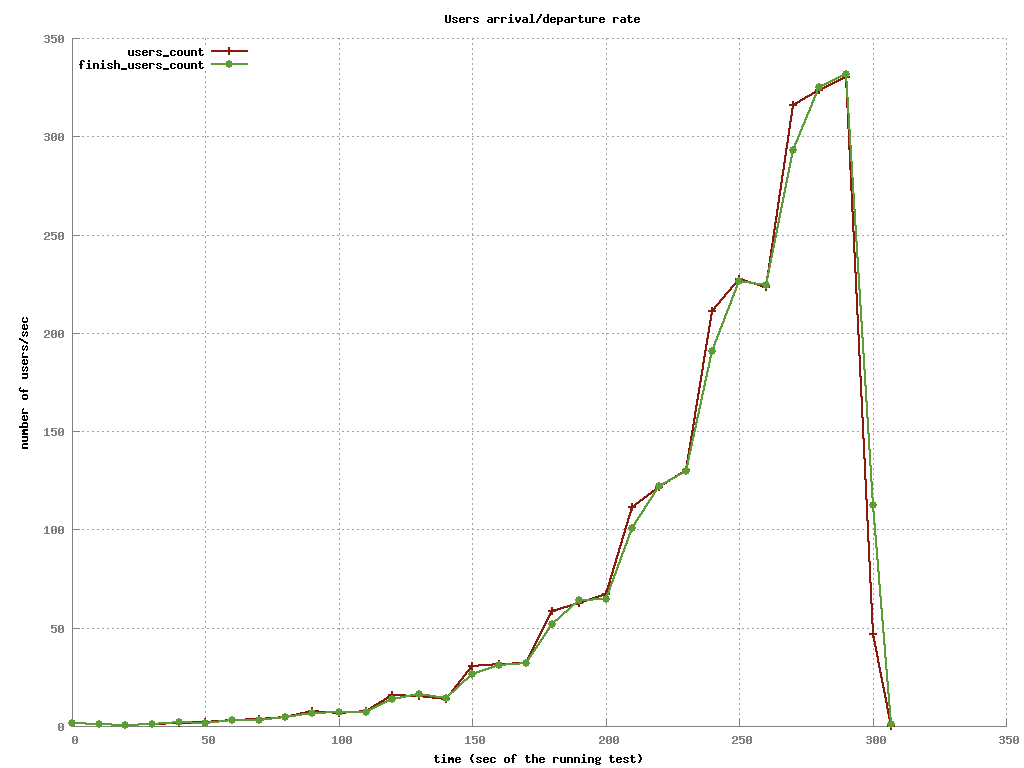 Users arrival/departure rate
users_count
finish_users_count
350
300
250
200
150
100
50
0
number of users/sec
0 50 100 150 200 250 300 350
time (sec of the running test)